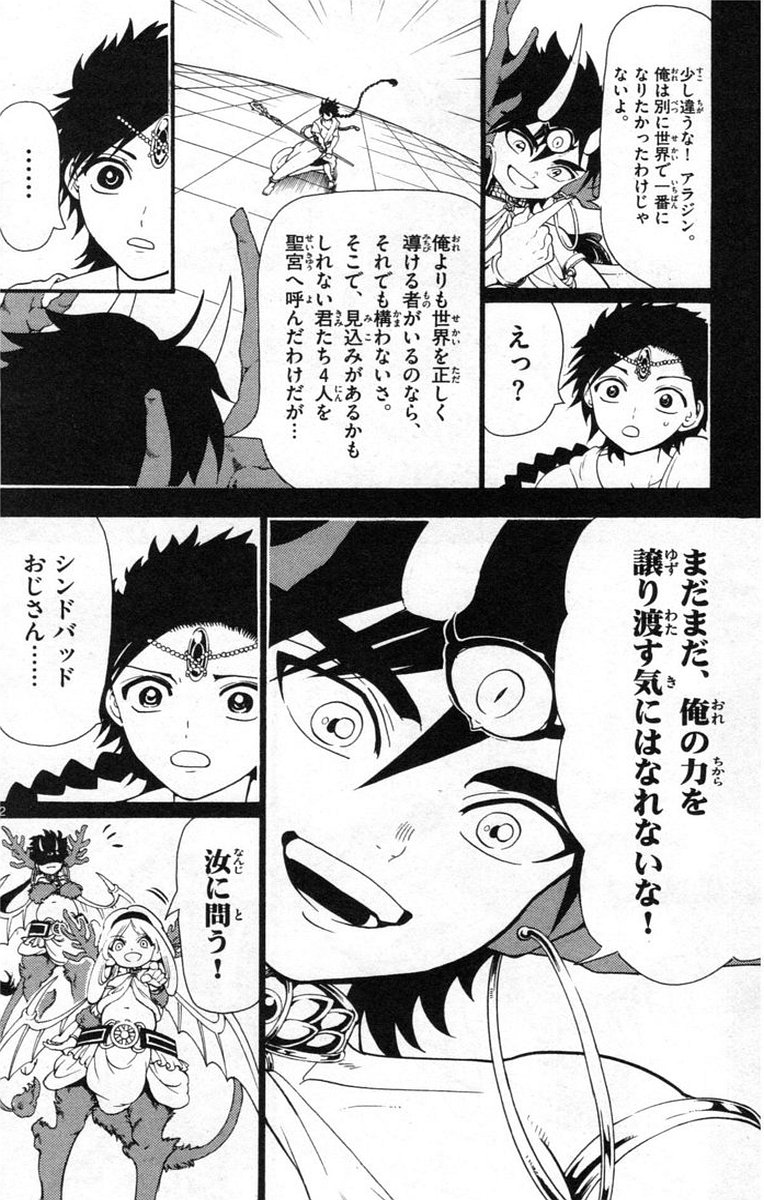 少し違うな！　アラジン。
俺は別に世界で一番に
なりたかったわけじゃ
ないよ。
えっ？
俺よりも世界を正しく
導ける者がいるのなら、
それでも構わないさ。
そこで、見込みがあるかも
しれない君たち4人を
聖宮へ呼んだわけだが…
……
まだまだ、俺の力を
譲り渡す気にはなれないな！
シンドバッド
おじさん……
汝に問う！
2